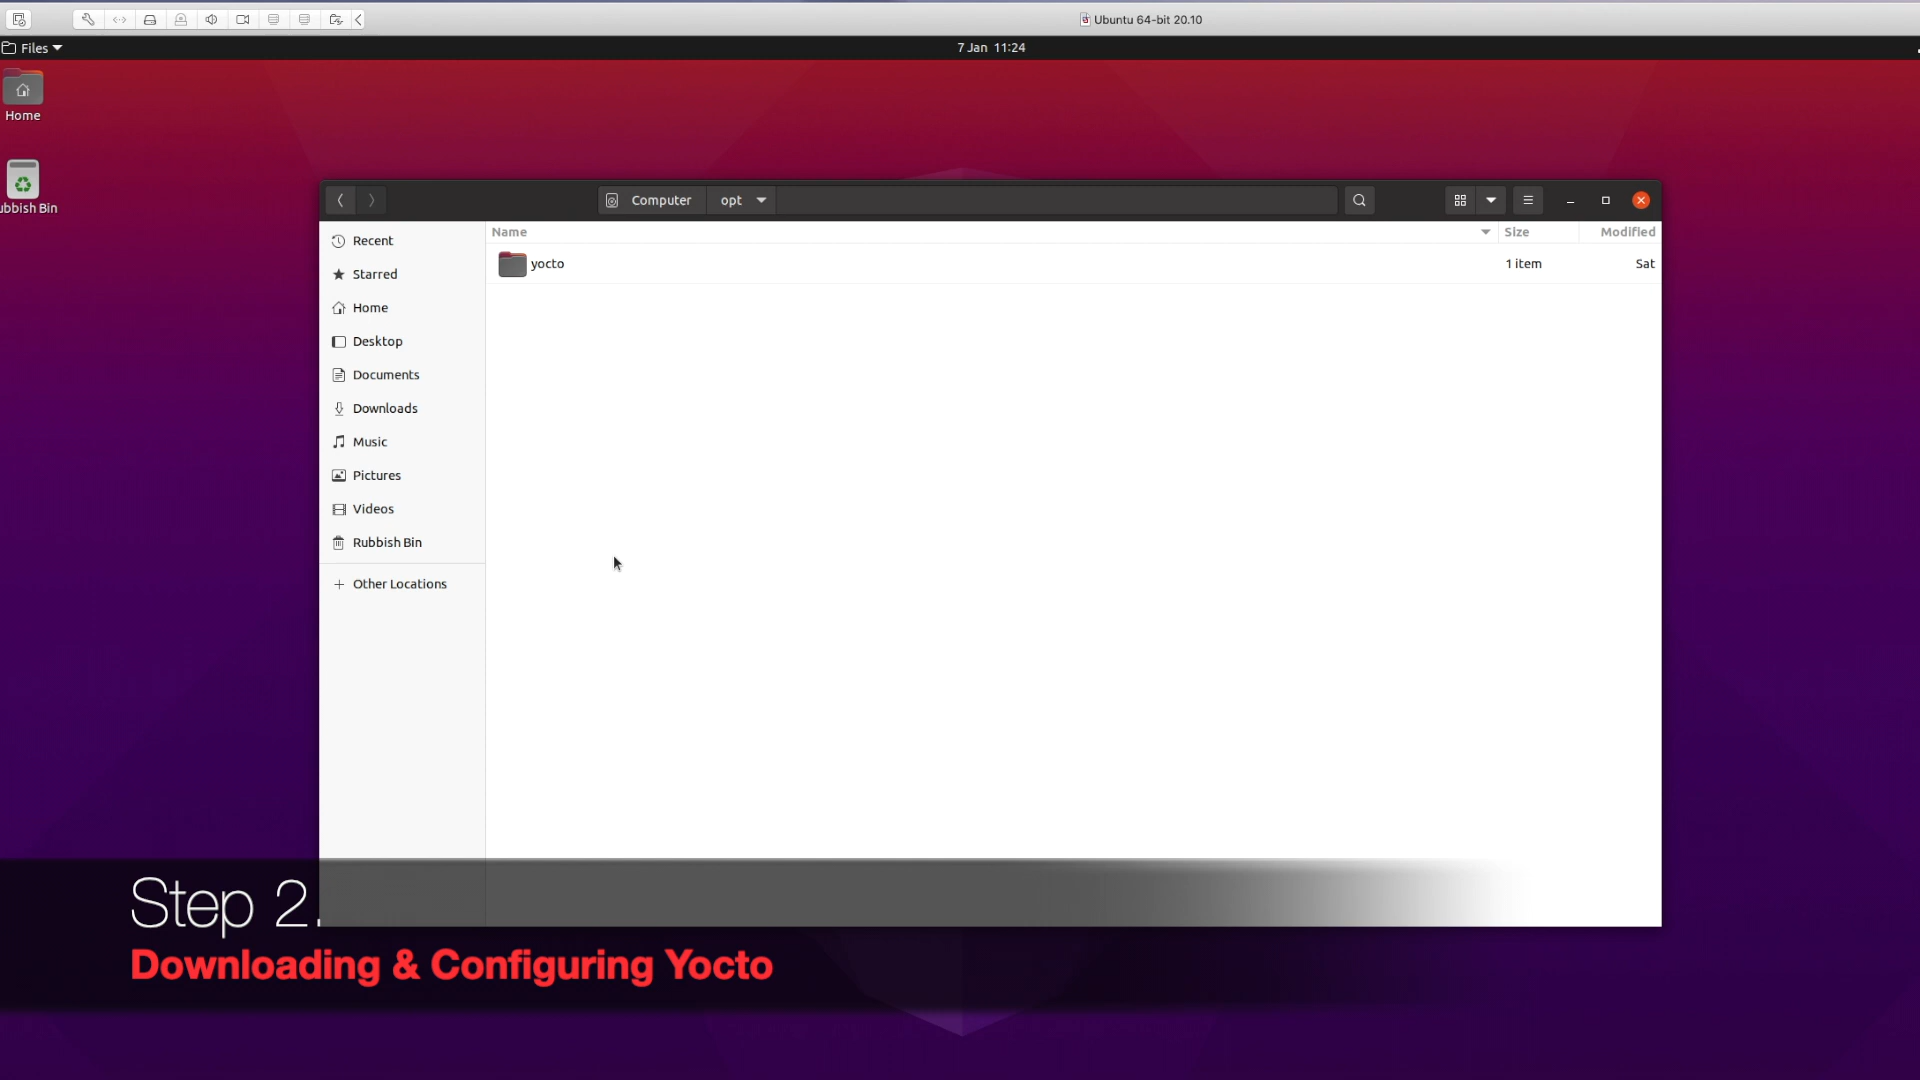 Ubuntu 64-bit 20.10
Files
7 Jan 11:24
Home
ubbish Bin
Computer
opt
Recent
Starred
Home
Desktop
Documents
Downloads
Music
Pictures
Videos
Rubbish Bin
Other Locations
Name Size Modified
yocto 1 item Sat
Step 2.
Downloading & Configuring Yocto